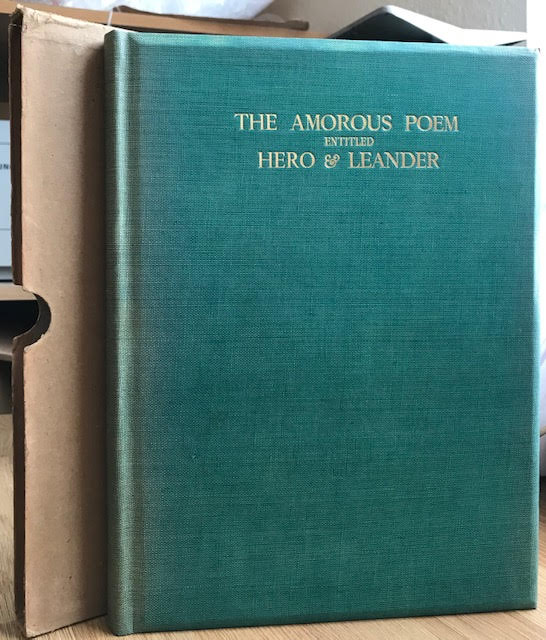 THE AMOROUS POEM
ENTITLED
HERO & LEANDER